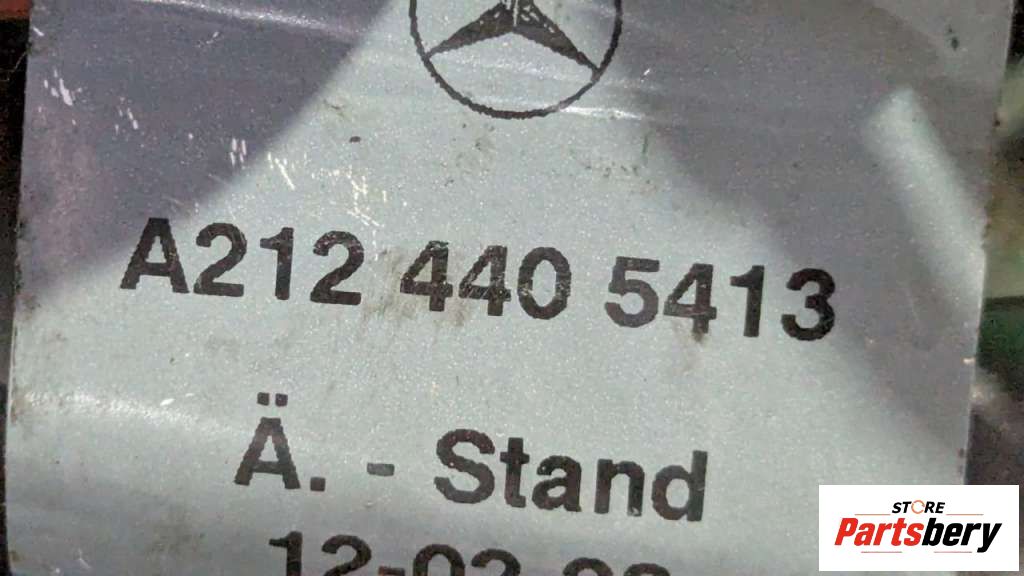 A212 440 5413
Ä. - Stand
STORE
Partsbery